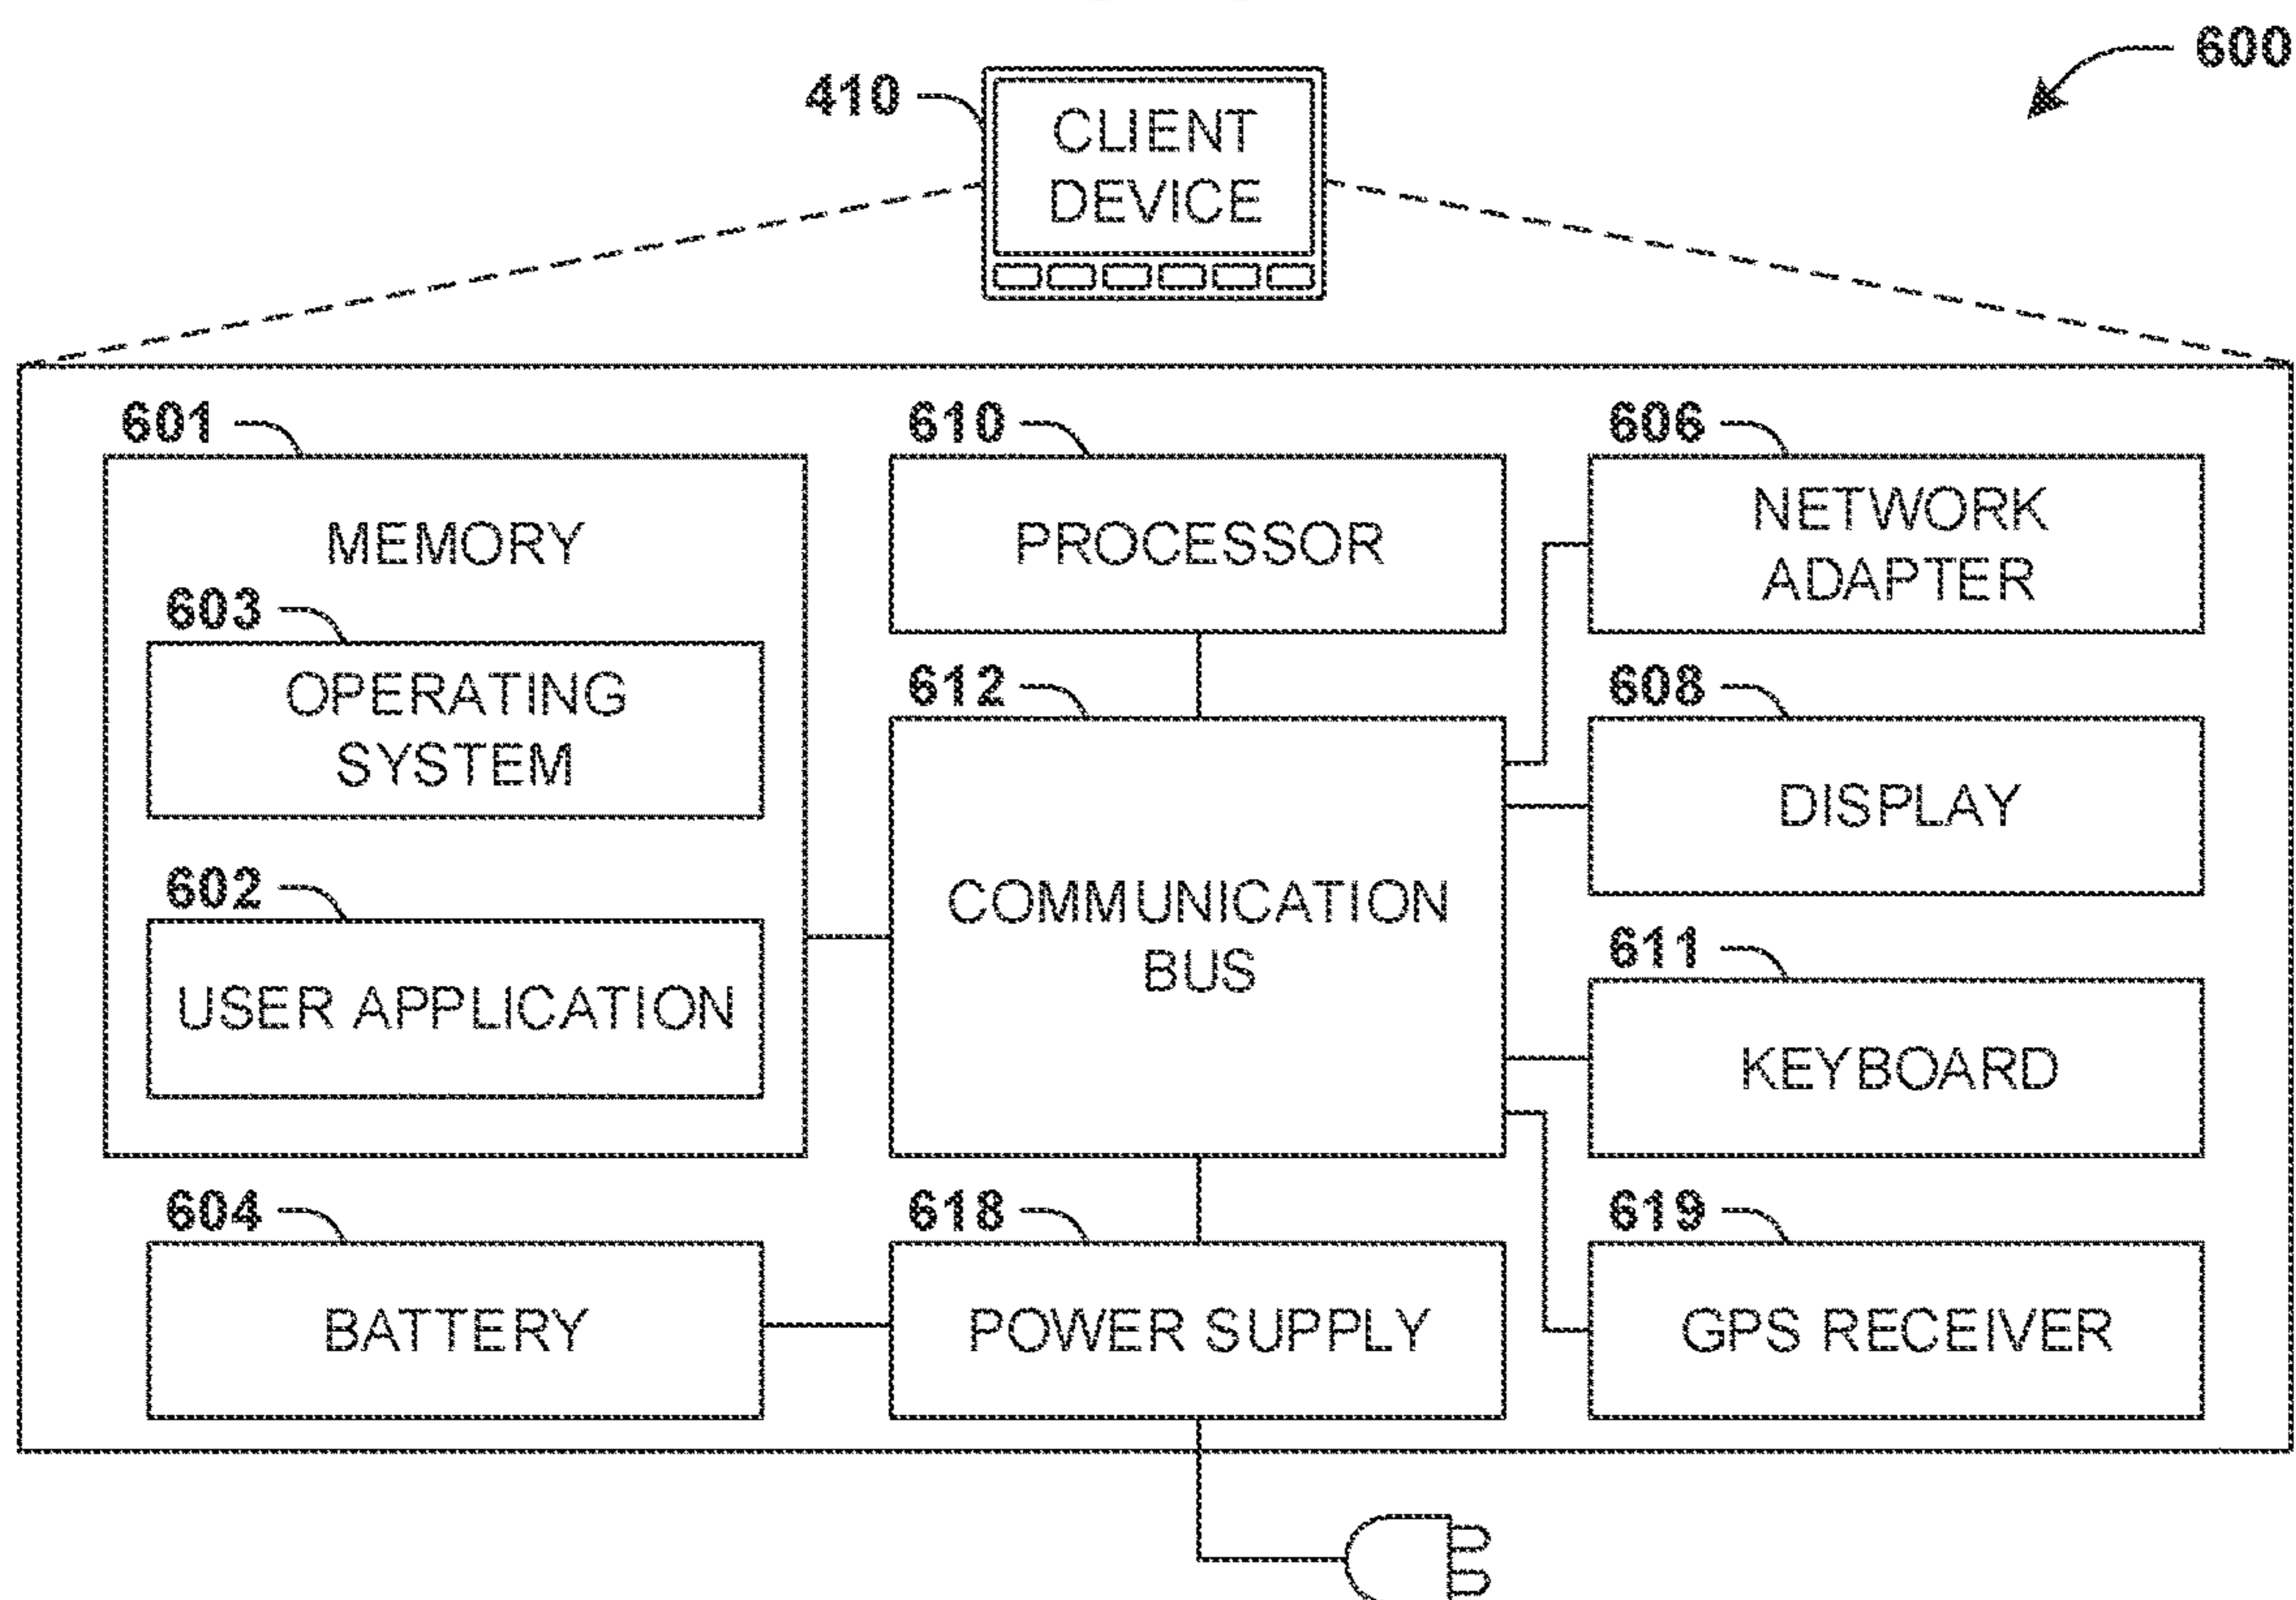 600
410
CLIENT
DEVICE
601
MEMORY
603
OPERATING
SYSTEM
602
USER APPLICATION
604
BATTERY
610
PROCESSOR
612
COMMUNICATION
BUS
618
POWER SUPPLY
606
NETWORK
ADAPTER
608
DISPLAY
611
KEYBOARD
619
GPS RECEIVER